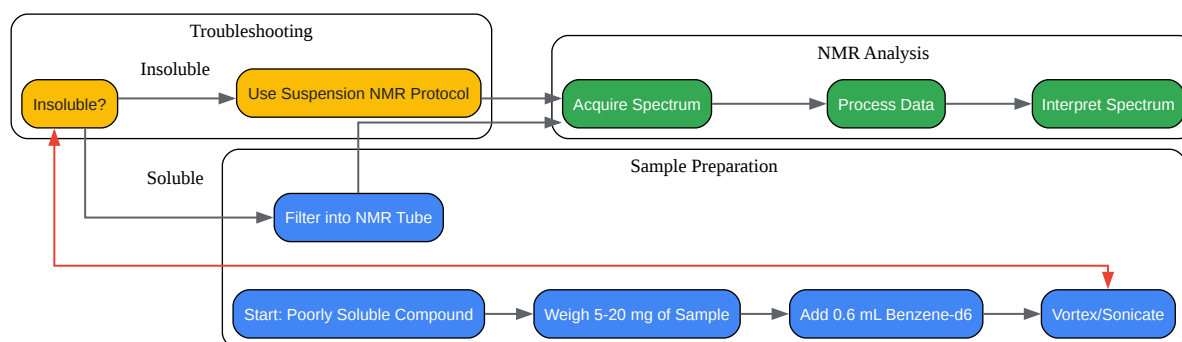 Troubleshooting
Insoluble
Insoluble?
Use Suspension NMR Protocol
NMR Analysis
Acquire Spectrum
Process Data
Interpret Spectrum
Soluble
Sample Preparation
Filter into NMR Tube
Start: Poorly Soluble Compound
Weigh 5-20 mg of Sample
Add 0.6 mL Benzene-d6
Vortex/Sonicate